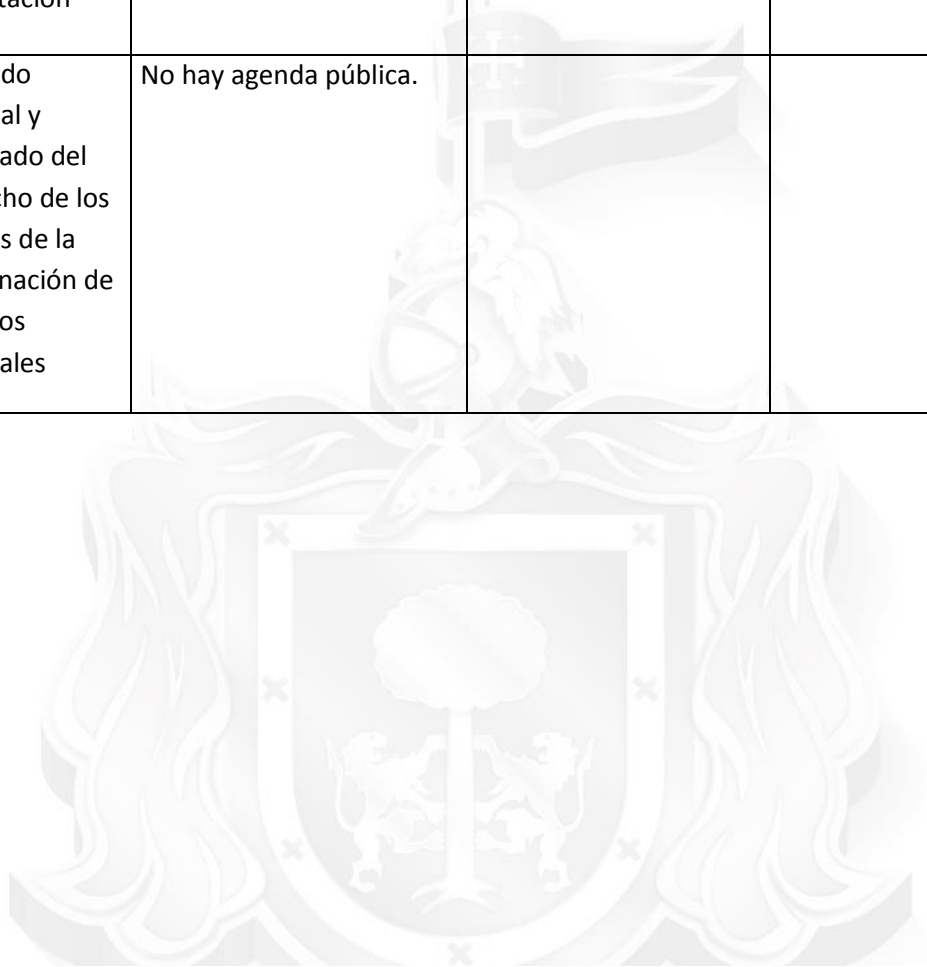 tación
do
al y
ado del
cho de los
s de la
nación de
os
ales
No hay agenda pública.